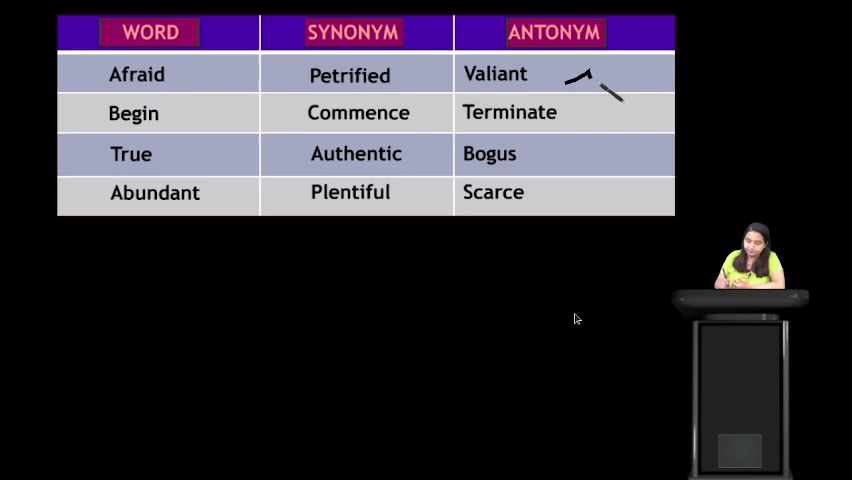 WORD SYNONYM ANTONYM
Afraid Petrified Valiant
Begin Commence Terminate
True Authentic Bogus
Abundant Plentiful Scarce